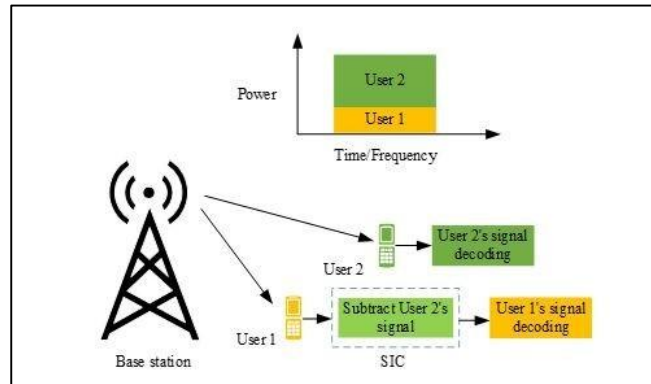 User 2
Power
User 1
Time/Frequency
User 2's signal
decoding
User 2
Subtract User 2's
signal
User 1's signal
decoding
User 1
Base station
SIC